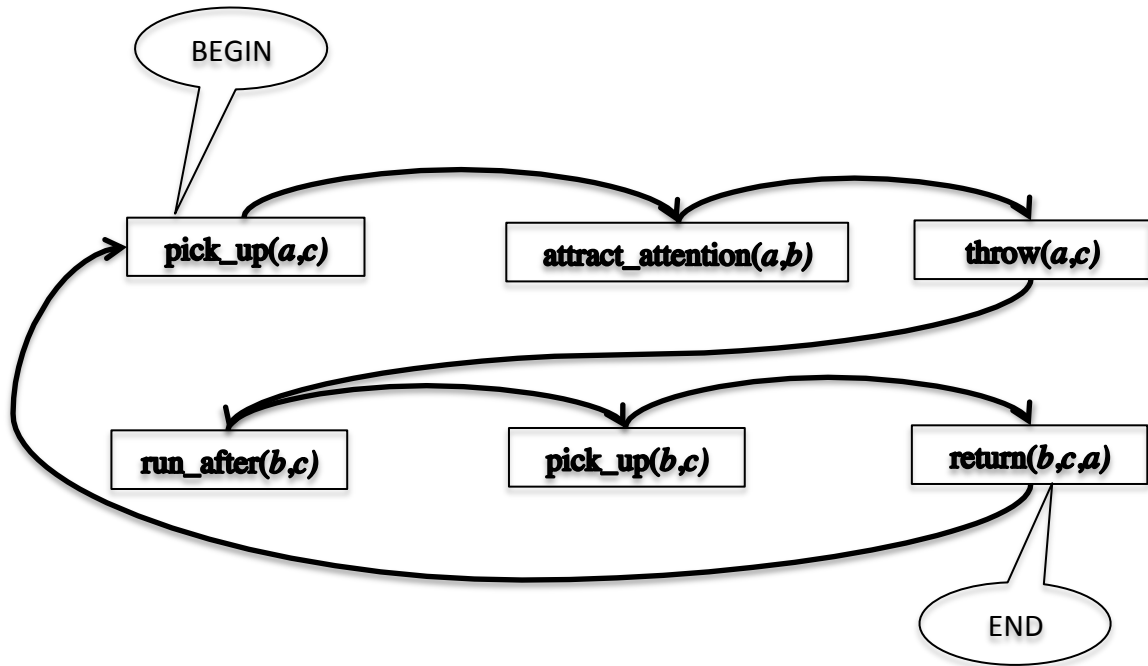 BEGIN
pick_up(a,c)
attract_attention(a,b)
throw(a,c)
run_after(b,c)
pick_up(b,c)
return(b,c,a)
END